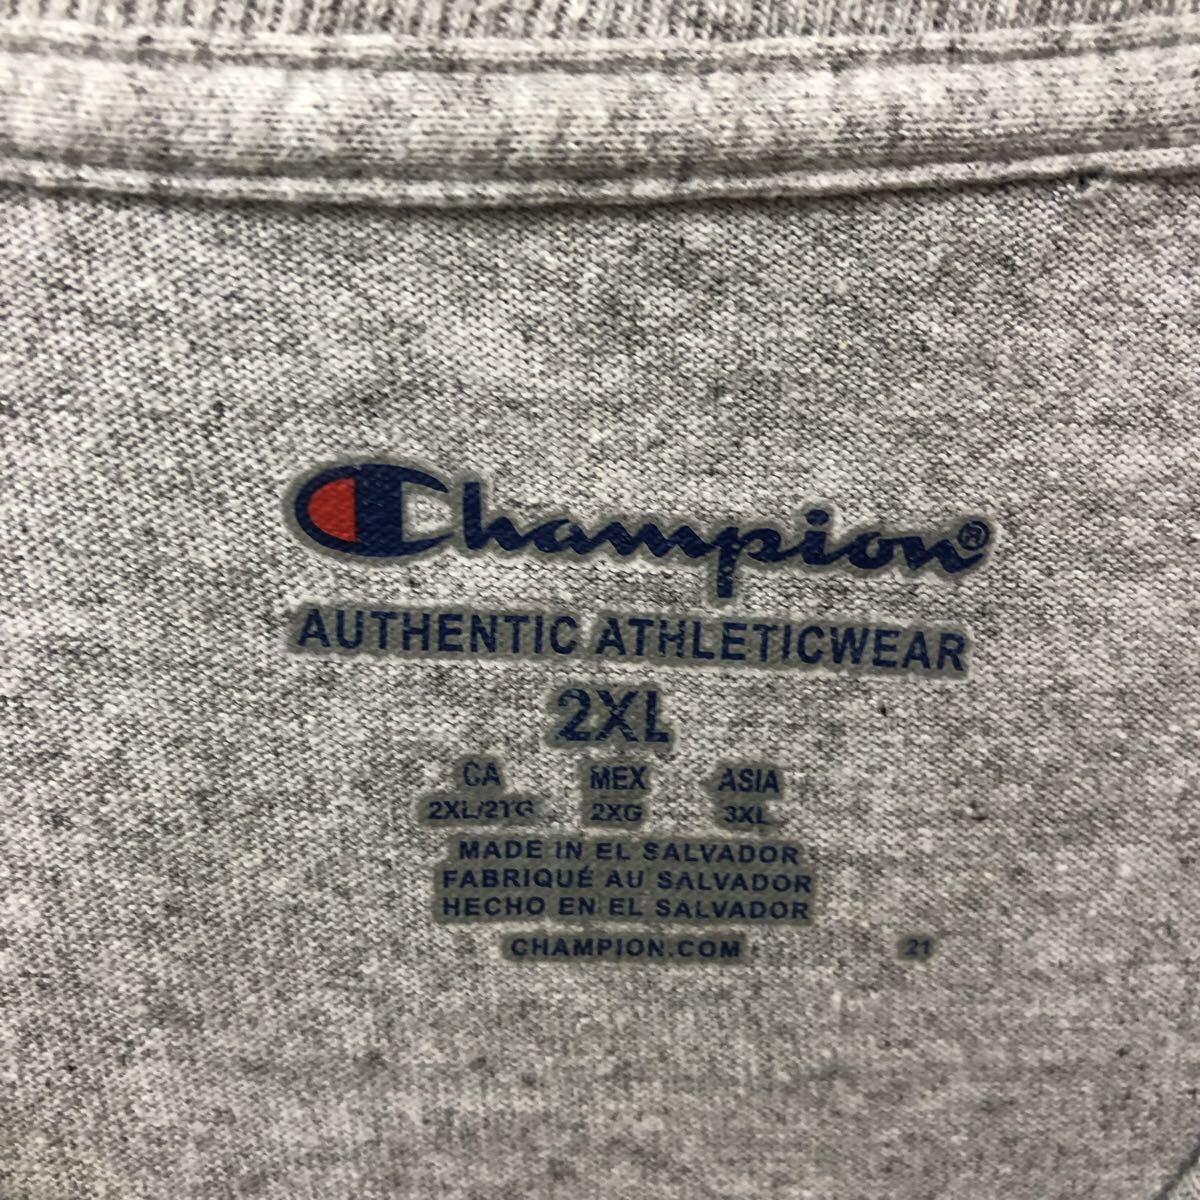 Champion®
AUTHENTIC ATHLETICWEAR
2XL
CA MEX ASIA
2XL/2TG 2XG 3XL
MADE IN EL SALVADOR
FABRIQUÉ AU SALVADOR
HECHO EN EL SALVADOR
CHAMPION.COM 21